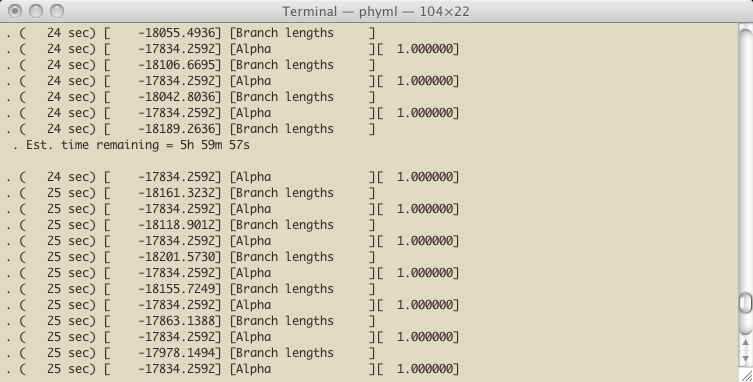 Terminal — phyml — 104×22
. (   24 sec) [    -18055.4936] [Branch lengths     ]
. (   24 sec) [    -17834.2592] [Alpha              ][  1.000000]
. (   24 sec) [    -18106.6695] [Branch lengths     ]
. (   24 sec) [    -17834.2592] [Alpha              ][  1.000000]
. (   24 sec) [    -18042.8036] [Branch lengths     ]
. (   24 sec) [    -17834.2592] [Alpha              ][  1.000000]
. (   24 sec) [    -18189.2636] [Branch lengths     ]
. Est. time remaining = 5h 59m 57s
. (   24 sec) [    -17834.2592] [Alpha              ][  1.000000]
. (   25 sec) [    -18161.3232] [Branch lengths     ]
. (   25 sec) [    -17834.2592] [Alpha              ][  1.000000]
. (   25 sec) [    -18118.9012] [Branch lengths     ]
. (   25 sec) [    -17834.2592] [Alpha              ][  1.000000]
. (   25 sec) [    -18201.5730] [Branch lengths     ]
. (   25 sec) [    -17834.2592] [Alpha              ][  1.000000]
. (   25 sec) [    -18155.7249] [Branch lengths     ]
. (   25 sec) [    -17834.2592] [Alpha              ][  1.000000]
. (   25 sec) [    -17863.1388] [Branch lengths     ]
. (   25 sec) [    -17834.2592] [Alpha              ][  1.000000]
. (   25 sec) [    -17978.1494] [Branch lengths     ]
. (   25 sec) [    -17834.2592] [Alpha              ][  1.000000]